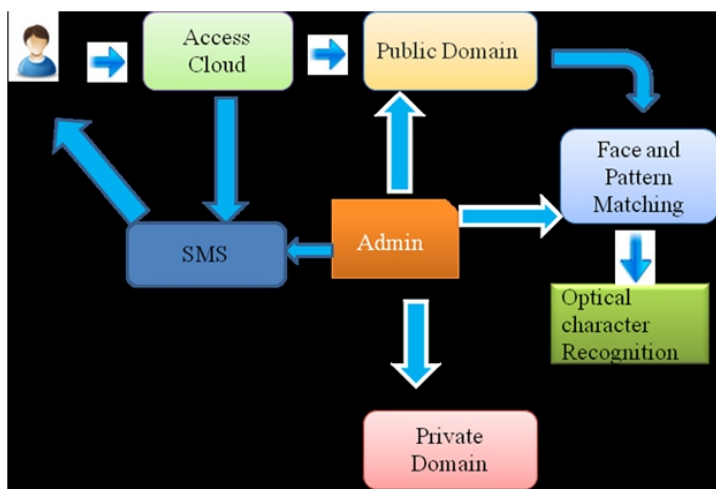 Access
Cloud
Public Domain
Face and
Pattern
Matching
Admin
SMS
Optical
character
Recognition
Private
Domain